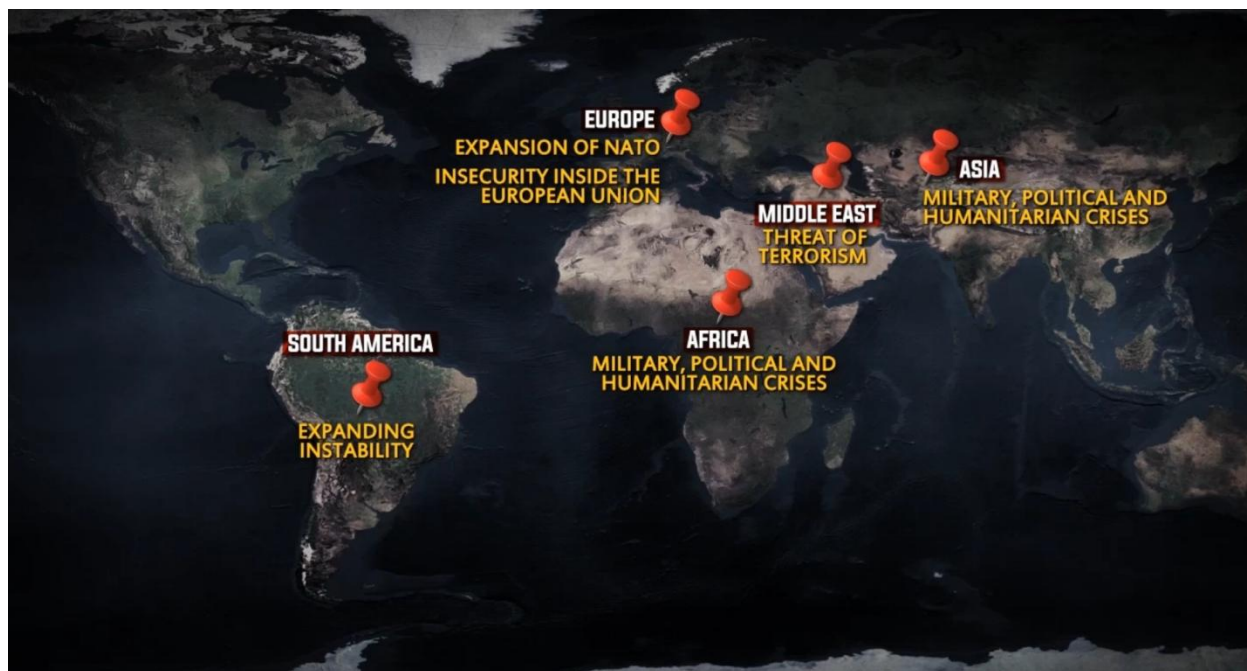 EUROPE
EXPANSION OF NATO
INSECURITY INSIDE THE
EUROPEAN UNION
ASIA
MILITARY, POLITICAL AND
HUMANITARIAN CRISES
MIDDLE EAST
THREAT OF
TERRORISM
AFRICA
MILITARY, POLITICAL AND
HUMANITARIAN CRISES
SOUTH AMERICA
EXPANDING
INSTABILITY